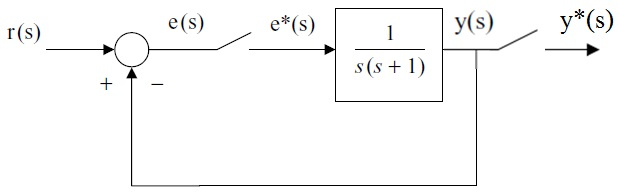 r(s)
e(s)
e*(s)
1
s(s + 1)
y(s)
y*(s)
+
−